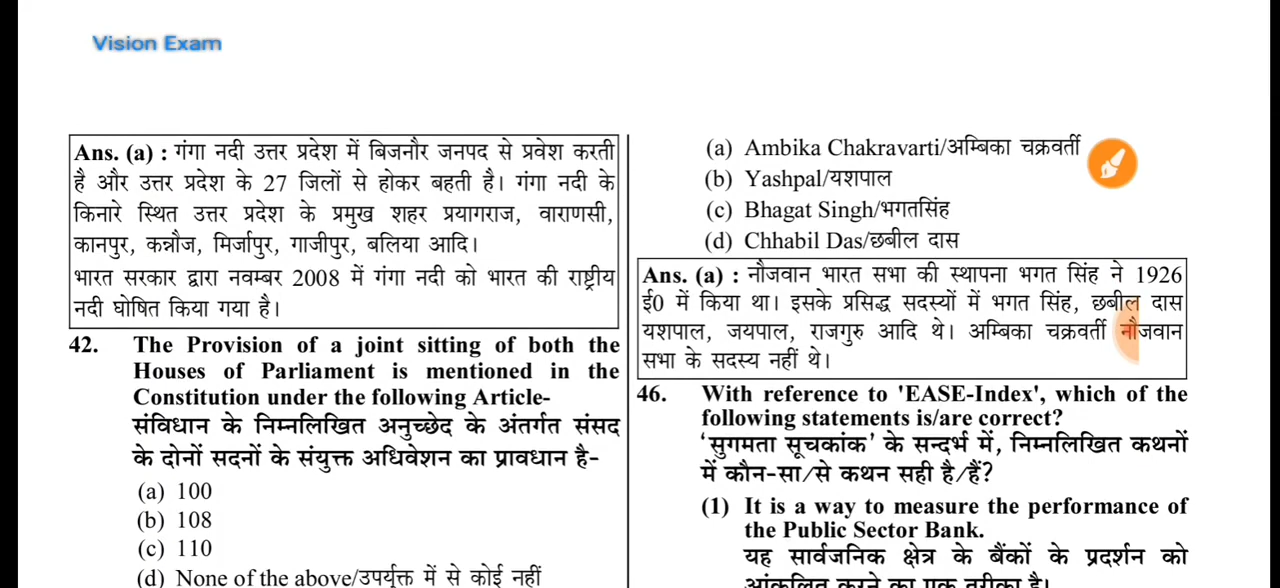 Vision Exam
Ans. (a) : गंगा नदी उत्तर प्रदेश में बिजनौर जनपद से प्रवेश करती
है और उत्तर प्रदेश के 27 जिलों से होकर बहती है। गंगा नदी के
किनारे स्थित उत्तर प्रदेश के प्रमुख शहर प्रयागराज, वाराणसी,
कानपुर, कन्नौज, मिर्जापुर, गाजीपुर, बलिया आदि।
भारत सरकार द्वारा नवम्बर 2008 में गंगा नदी को भारत की राष्ट्रीय
नदी घोषित किया गया है।
42. The Provision of a joint sitting of both the
Houses of Parliament is mentioned in the
Constitution under the following Article-
संविधान के निम्नलिखित अनुच्छेद के अंतर्गत संसद
के दोनों सदनों के संयुक्त अधिवेशन का प्रावधान है-
(a) 100
(b) 108
(c) 110
(d) None of the above/उपर्युक्त में से कोई नहीं
(a) Ambika Chakravarti/अम्बिका चक्रवर्ती
(b) Yashpal/यशपाल
(c) Bhagat Singh/भगतसिंह
(d) Chhabil Das/छबील दास
Ans. (a) : नौजवान भारत सभा की स्थापना भगत सिंह ने 1926
ई0 में किया था। इसके प्रसिद्ध सदस्यों में भगत सिंह, छबील दास
यशपाल, जयपाल, राजगुरु आदि थे। अम्बिका चक्रवर्ती नौजवान
सभा के सदस्य नहीं थे।
46. With reference to 'EASE-Index', which of the
following statements is/are correct?
‘सुगमता सूचकांक’ के सन्दर्भ में, निम्नलिखित कथनों
में कौन-सा/से कथन सही है/हैं?
(1) It is a way to measure the performance of
the Public Sector Bank.
यह सार्वजनिक क्षेत्र के बैंकों के प्रदर्शन को
आंकलित करने का एक तरीका है।